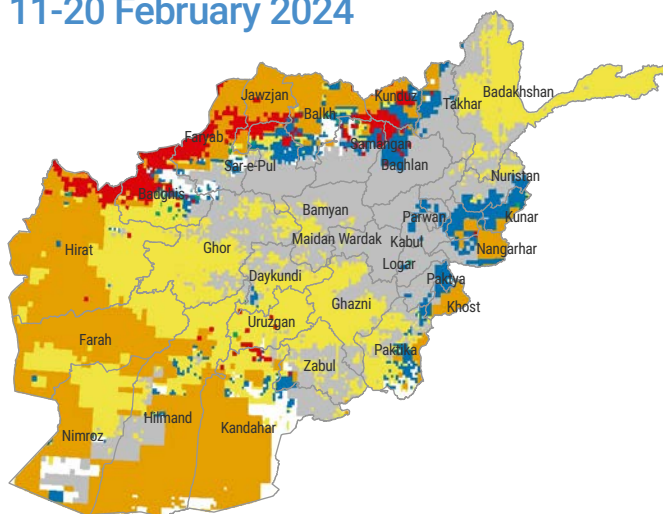 11-20 February 2024
Jawzjan
Balkh
Kunduz
Takhar
Badakhshan
Faryab
Sar-e-Pul
Samangan
Baghlan
Badghis
Nuristan
Bamyan
Parwan
Kunar
Hirat
Ghor
Maidan Wardak
Kabul
Nangarhar
Logar
Daykundi
Paktya
Ghazni
Khost
Uruzgan
Farah
Zabul
Paktika
Hilmand
Nimroz
Kandahar